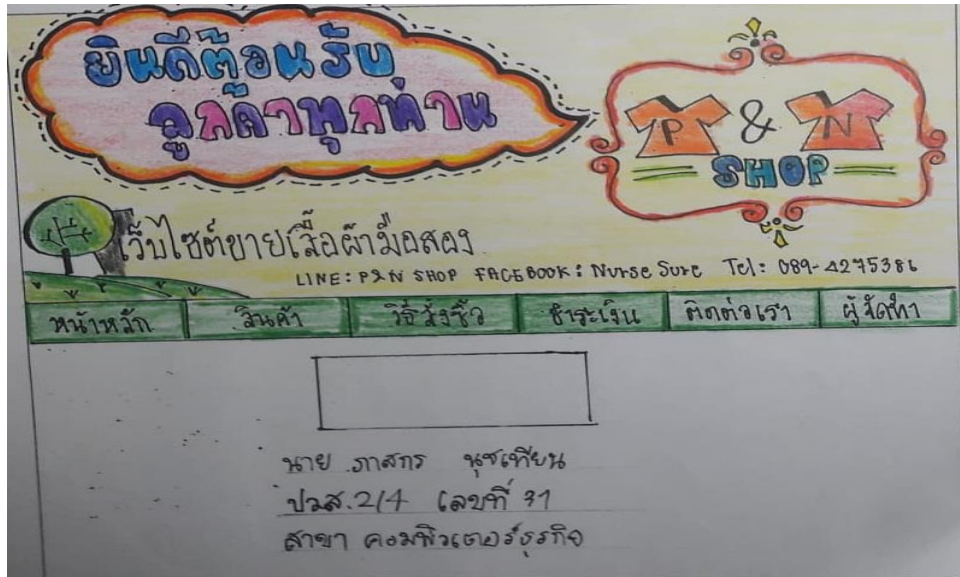 ยินดีต้อนรับ
ลูกค้าทุกท่าน
P & N
SHOP
เว็บไซต์ขายเสื้อผ้ามือสอง
LINE: P&N SHOP FACEBOOK: Nurse Sure Tel: 089-4275386
หน้าหลัก สินค้า วิธีสั่งซื้อ ชำระเงิน ติดต่อเรา ผู้จัดทำ
นาย ภาสกร นุชเทียน
ปวส.2/4 เลขที่ 31
สาขา คอมพิวเตอร์ธุรกิจ